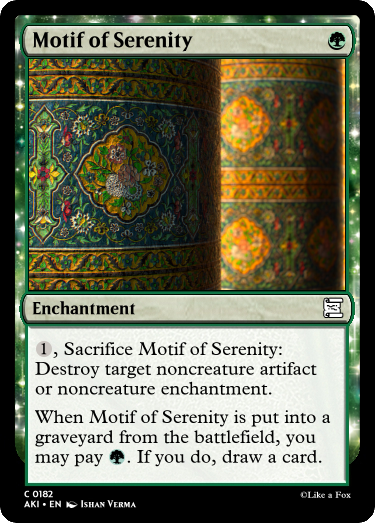 Motif of Serenity
Enchantment
1, Sacrifice Motif of Serenity:
Destroy target noncreature artifact
or noncreature enchantment.
When Motif of Serenity is put into a
graveyard from the battlefield, you
may pay . If you do, draw a card.
C 0182
AKI • EN Ishan Verma
©Like a Fox